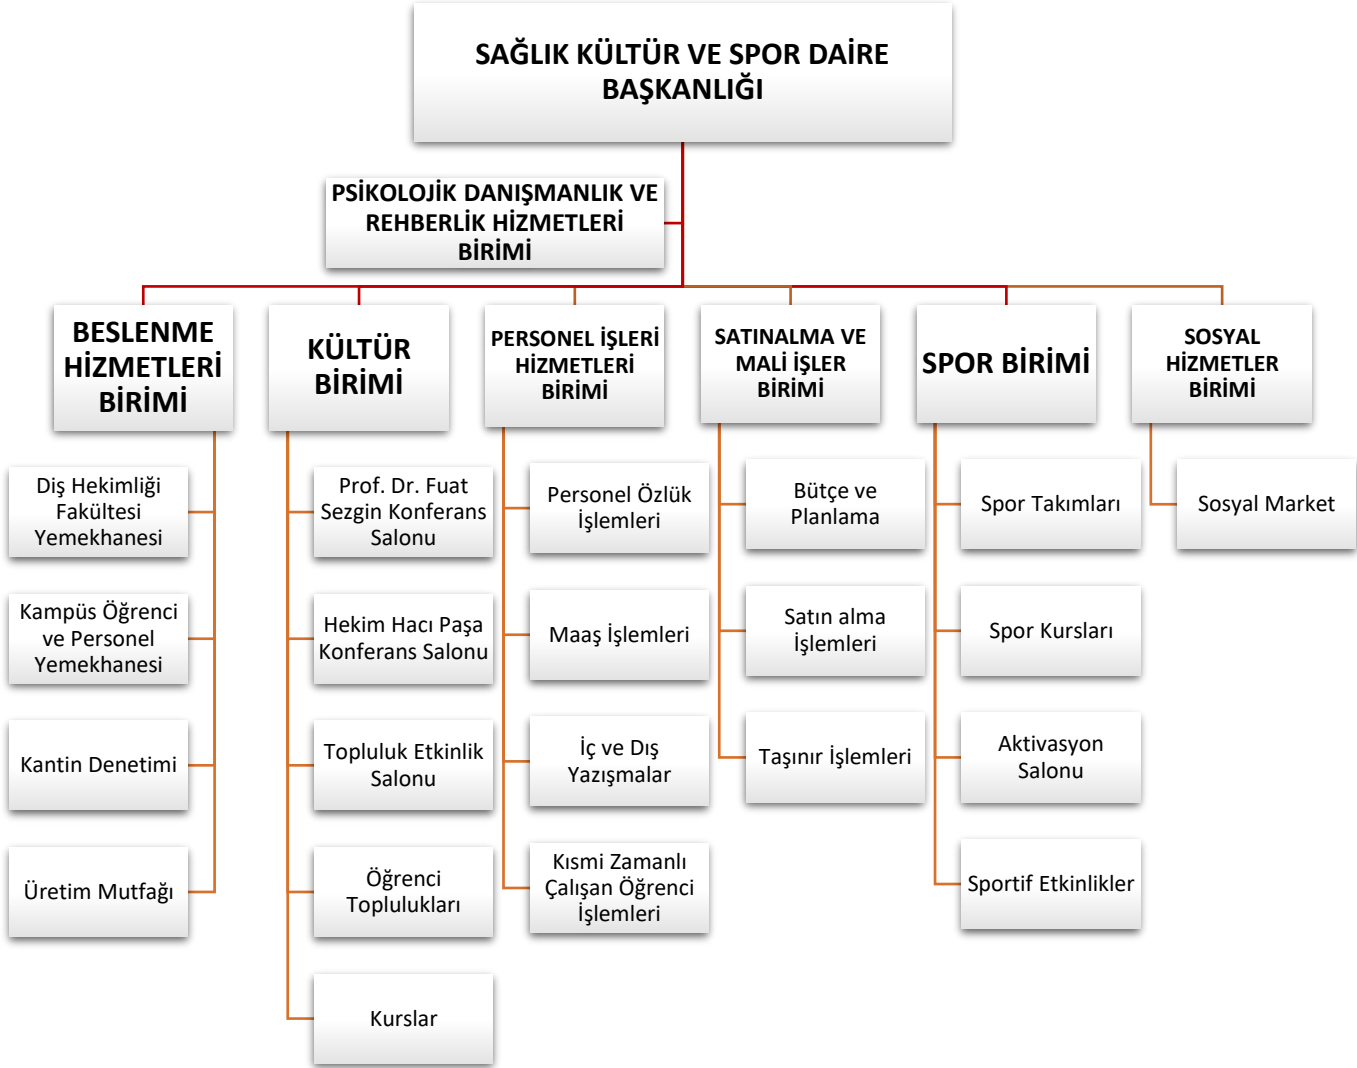 SAĞLIK KÜLTÜR VE SPOR DAİRE
BAŞKANLIĞI
PSİKOLOJİK DANIŞMANLIK VE
REHBERLİK HİZMETLERİ
BİRİMİ
BESLENME
HİZMETLERİ
BİRİMİ
Diş Hekimliği
Fakültesi
Yemekhanesi
Kampüs Öğrenci
ve Personel
Yemekhanesi
Kantin Denetimi
Üretim Mutfağı
KÜLTÜR
BİRİMİ
Prof. Dr. Fuat
Sezgin Konferans
Salonu
Hekim Hacı Paşa
Konferans Salonu
Topluluk Etkinlik
Salonu
Öğrenci
Toplulukları
Kurslar
PERSONEL İŞLERİ
HİZMETLERİ
BİRİMİ
Personel Özlük
İşlemleri
Maaş İşlemleri
İç ve Dış
Yazışmalar
Kısmi Zamanlı
Çalışan Öğrenci
İşlemleri
SATINALMA VE
MALİ İŞLER
BİRİMİ
Bütçe ve
Planlama
Satın alma
İşlemleri
Taşınır İşlemleri
SPOR BİRİMİ
Spor Takımları
Spor Kursları
Aktivasyon
Salonu
Sportif Etkinlikler
SOSYAL
HİZMETLER
BİRİMİ
Sosyal Market